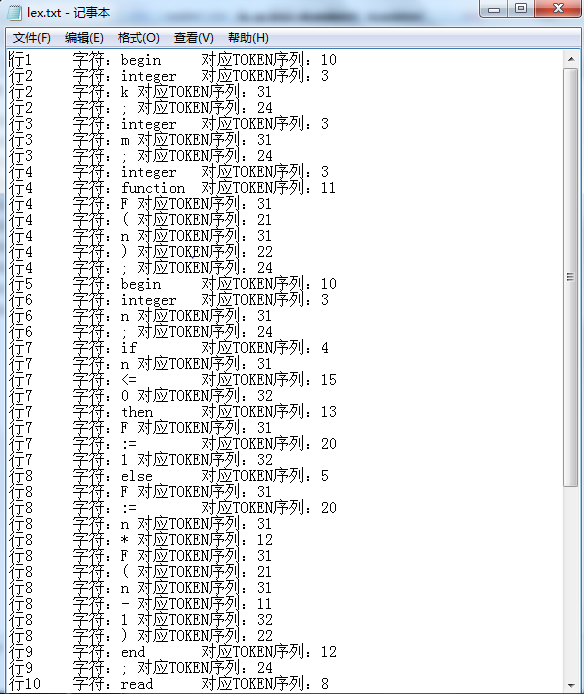 lex.txt - 记事本
文件(F) 编辑(E) 格式(O) 查看(V) 帮助(H)
行1 字符：begin 对应TOKEN序列：10
行2 字符：integer 对应TOKEN序列：3
行2 字符：k 对应TOKEN序列：31
行2 字符：; 对应TOKEN序列：24
行3 字符：integer 对应TOKEN序列：3
行3 字符：m 对应TOKEN序列：31
行3 字符：; 对应TOKEN序列：24
行4 字符：integer 对应TOKEN序列：3
行4 字符：function 对应TOKEN序列：11
行4 字符：F 对应TOKEN序列：31
行4 字符：( 对应TOKEN序列：21
行4 字符：n 对应TOKEN序列：31
行4 字符：) 对应TOKEN序列：22
行4 字符：; 对应TOKEN序列：24
行5 字符：begin 对应TOKEN序列：10
行6 字符：integer 对应TOKEN序列：3
行6 字符：n 对应TOKEN序列：31
行6 字符：; 对应TOKEN序列：24
行7 字符：if 对应TOKEN序列：4
行7 字符：n 对应TOKEN序列：31
行7 字符：<= 对应TOKEN序列：15
行7 字符：0 对应TOKEN序列：32
行7 字符：then 对应TOKEN序列：13
行7 字符：F 对应TOKEN序列：31
行7 字符：:= 对应TOKEN序列：20
行7 字符：1 对应TOKEN序列：32
行8 字符：else 对应TOKEN序列：5
行8 字符：F 对应TOKEN序列：31
行8 字符：:= 对应TOKEN序列：20
行8 字符：n 对应TOKEN序列：31
行8 字符：* 对应TOKEN序列：12
行8 字符：F 对应TOKEN序列：31
行8 字符：( 对应TOKEN序列：21
行8 字符：n 对应TOKEN序列：31
行8 字符：- 对应TOKEN序列：11
行8 字符：1 对应TOKEN序列：32
行8 字符：) 对应TOKEN序列：22
行9 字符：end 对应TOKEN序列：12
行9 字符：; 对应TOKEN序列：24
行10 字符：read 对应TOKEN序列：8